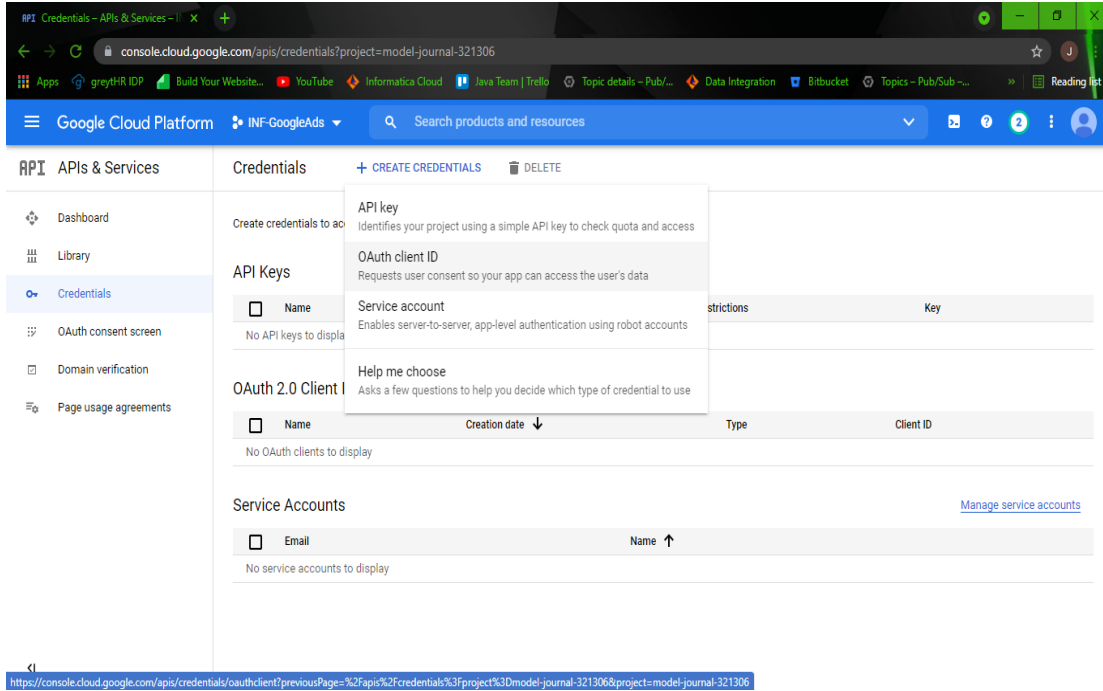 API Credentials – APIs & Services – I
console.cloud.google.com/apis/credentials?project=model-journal-321306
J
Apps greytHR IDP Build Your Website... YouTube Informatica Cloud Java Team | Trello Topic details – Pub/... Data Integration Bitbucket Topics – Pub/Sub –... » Reading list
Google Cloud Platform INF-GoogleAds Search products and resources 2
API APIs & Services Credentials + CREATE CREDENTIALS DELETE
API key
Dashboard
Create credentials to ac
Identifies your project using a simple API key to check quota and access
Library
OAuth client ID
API Keys
Requests user consent so your app can access the user's data
Credentials
Service account
Name strictions Key
Enables server-to-server, app-level authentication using robot accounts
OAuth consent screen
No API keys to displa
Domain verification
Help me choose
OAuth 2.0 Client I
Asks a few questions to help you decide which type of credential to use
Page usage agreements
Name Creation date Type Client ID
No OAuth clients to display
Service Accounts Manage service accounts
Email Name
No service accounts to display
https://console.cloud.google.com/apis/credentials/oauthclient?previousPage=%2Fapis%2Fcredentials%3Fproject%3Dmodel-journal-321306&project=model-journal-321306